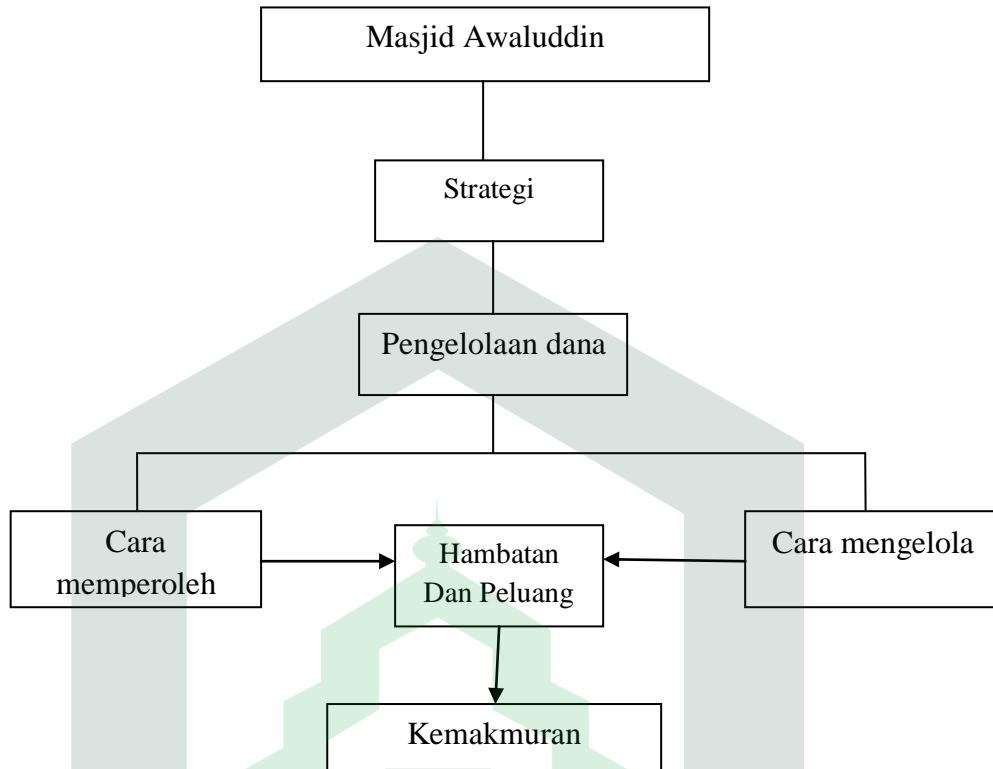 Masjid Awaluddin
Strategi
Pengelolaan dana
Cara
memperoleh
Hambatan
Dan Peluang
Cara mengelola
Kemakmuran